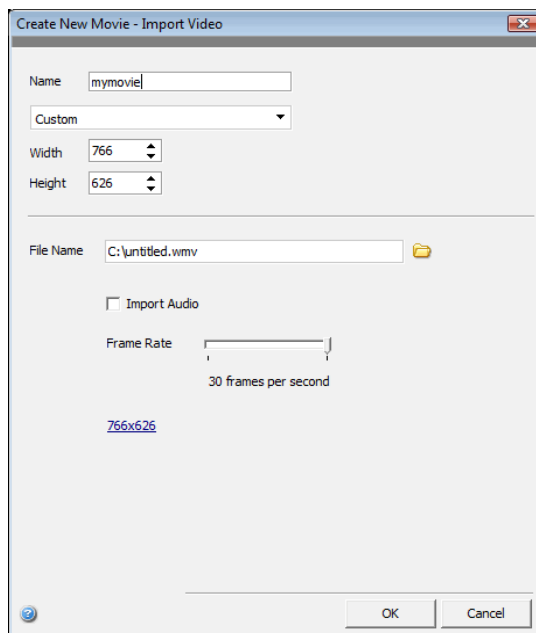 Create New Movie - Import Video
Name mymovie
Custom
Width 766
Height 626
File Name C:\untitled.wmv
Import Audio
Frame Rate
30 frames per second
766x626
OK Cancel